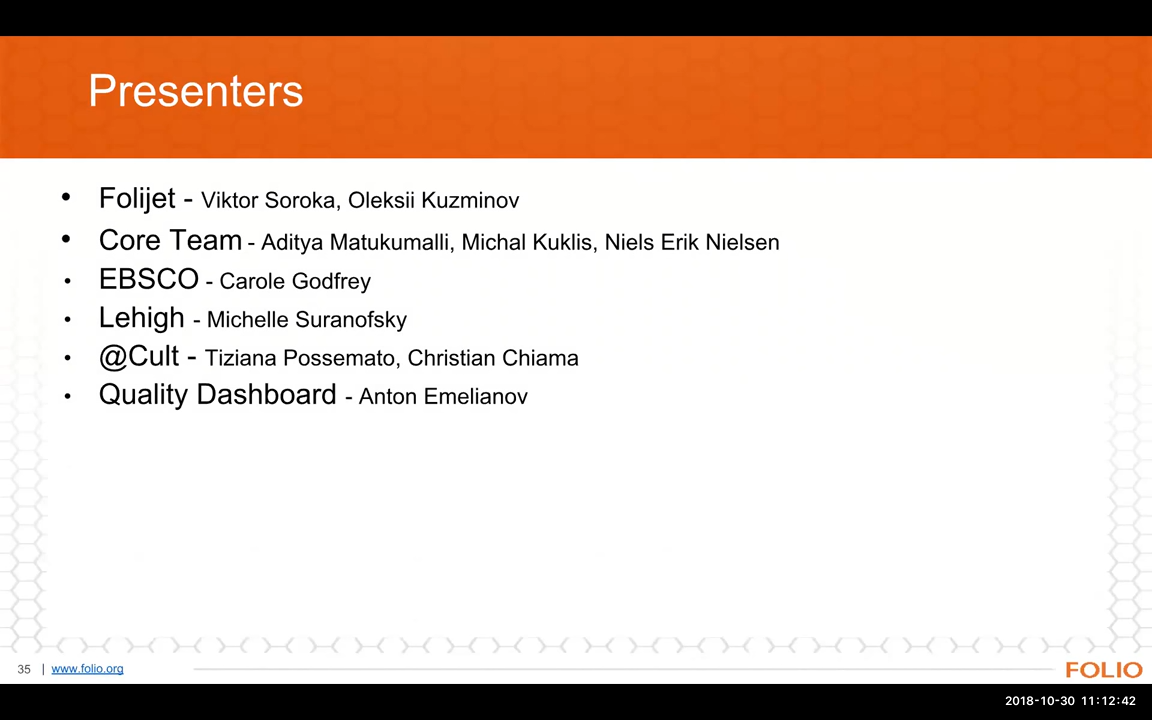 Presenters
• Folijet - Viktor Soroka, Oleksii Kuzminov
• Core Team - Aditya Matukumalli, Michal Kuklis, Niels Erik Nielsen
• EBSCO - Carole Godfrey
• Lehigh - Michelle Suranofsky
• @Cult - Tiziana Possemato, Christian Chiama
• Quality Dashboard - Anton Emelianov
35 | www.folio.org
FOLIO
2018-10-30 11:12:42